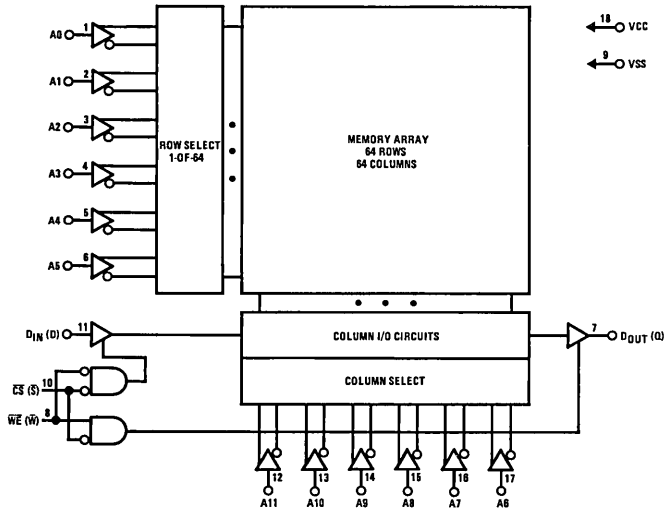 A0 1
A1 2
A2 3
A3 4
A4 5
A5 6
ROW SELECT
1-OF-64
MEMORY ARRAY
64 ROWS
64 COLUMNS
18 VCC
9 VSS
DIN (D) 11
COLUMN I/O CIRCUITS
7 DOUT (Q)
COLUMN SELECT
C̅S̅ (S̅) 10
W̅E̅ (W̅) 8
12 13 14 15 16 17
A11 A10 A9 A8 A7 A6